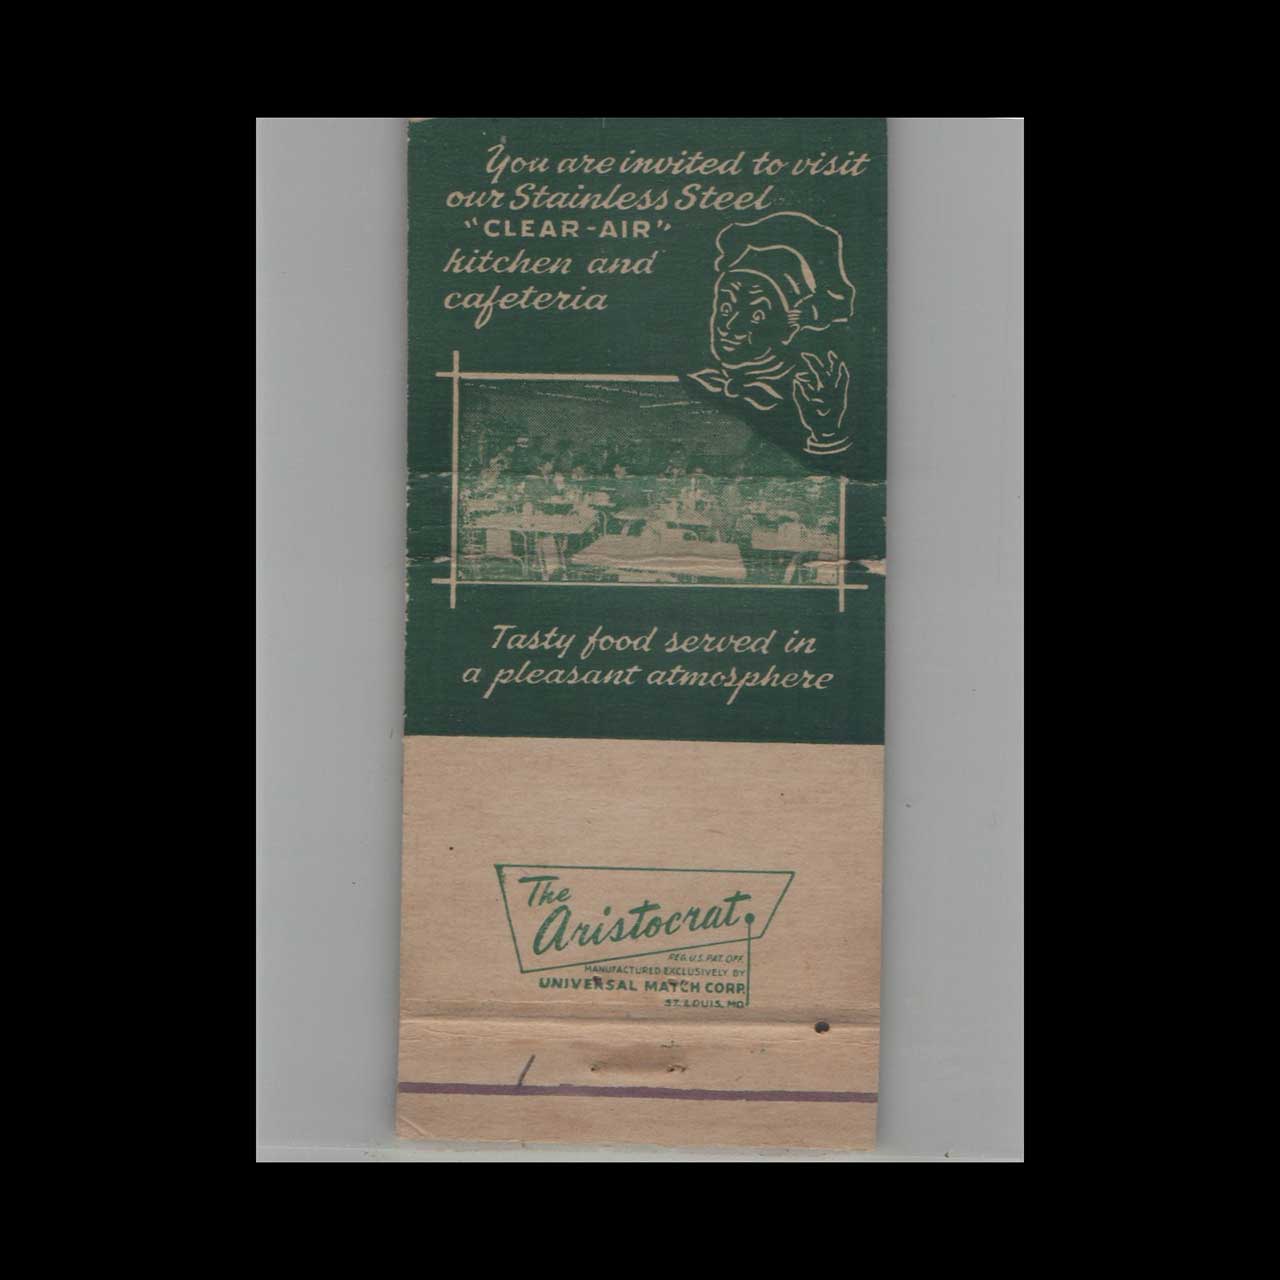 You are invited to visit
our Stainless Steel
"CLEAR-AIR"
kitchen and
cafeteria
Tasty food served in
a pleasant atmosphere
The
Aristocrat
REG. U.S. PAT. OFF.
MANUFACTURED EXCLUSIVELY BY
UNIVERSAL MATCH CORP.
ST. LOUIS, MO.